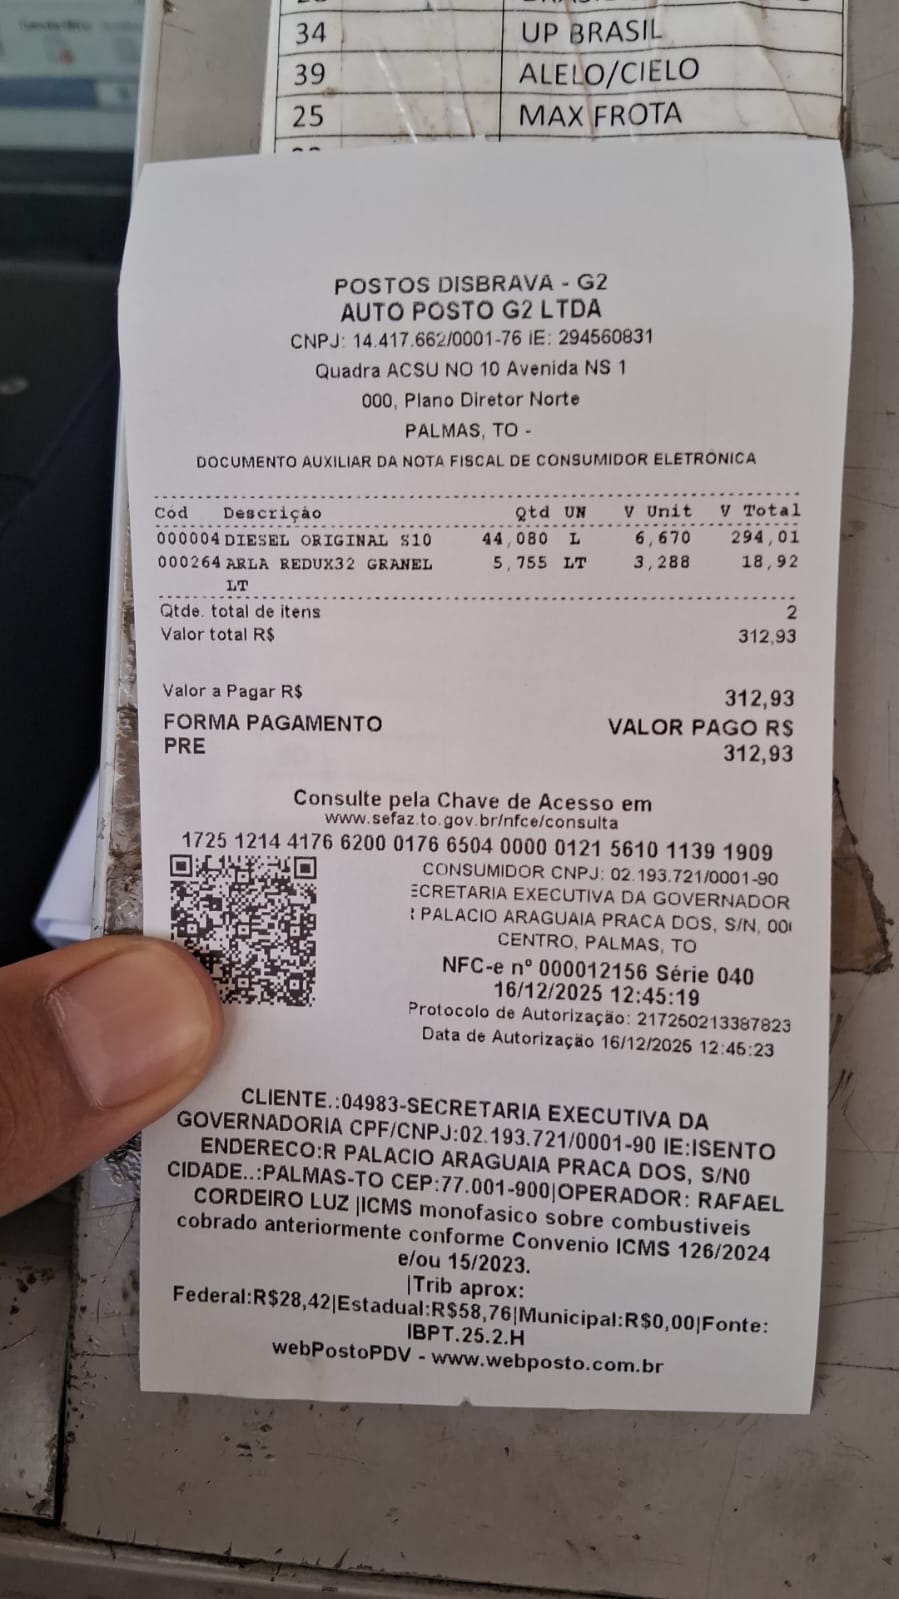 34 UP BRASIL
39 ALELO/CIELO
25 MAX FROTA
POSTOS DISBRAVA - G2
AUTO POSTO G2 LTDA
CNPJ: 14.417.662/0001-76 IE: 294560831
Quadra ACSU NO 10 Avenida NS 1
000, Plano Diretor Norte
PALMAS, TO -
DOCUMENTO AUXILIAR DA NOTA FISCAL DE CONSUMIDOR ELETRÔNICA
Cód Descrição Qtd UN V Unit V Total
000004 DIESEL ORIGINAL S10 44,080 L 6,670 294,01
000264 ARLA REDUX32 GRANEL 5,755 LT 3,288 18,92
LT
Qtde. total de itens 2
Valor total R$ 312,93
Valor a Pagar R$ 312,93
FORMA PAGAMENTO VALOR PAGO R$
PRE 312,93
Consulte pela Chave de Acesso em
www.sefaz.to.gov.br/nfce/consulta
1725 1214 4176 6200 0176 6504 0000 0121 5610 1139 1909
CONSUMIDOR CNPJ: 02.193.721/0001-90
ECRETARIA EXECUTIVA DA GOVERNADOR
: PALACIO ARAGUAIA PRACA DOS, S/N, 00
CENTRO, PALMAS, TO
NFC-e nº 000012156 Série 040
16/12/2025 12:45:19
Protocolo de Autorização: 217250213387823
Data de Autorização 16/12/2025 12:45:23
CLIENTE.:04983-SECRETARIA EXECUTIVA DA
GOVERNADORIA CPF/CNPJ:02.193.721/0001-90 IE:ISENTO
ENDERECO:R PALACIO ARAGUAIA PRACA DOS, S/N0
CIDADE..:PALMAS-TO CEP:77.001-900|OPERADOR: RAFAEL
CORDEIRO LUZ |ICMS monofasico sobre combustiveis
cobrado anteriormente conforme Convenio ICMS 126/2024
e/ou 15/2023.
|Trib aprox:
Federal:R$28,42|Estadual:R$58,76|Municipal:R$0,00|Fonte:
IBPT.25.2.H
webPostoPDV - www.webposto.com.br